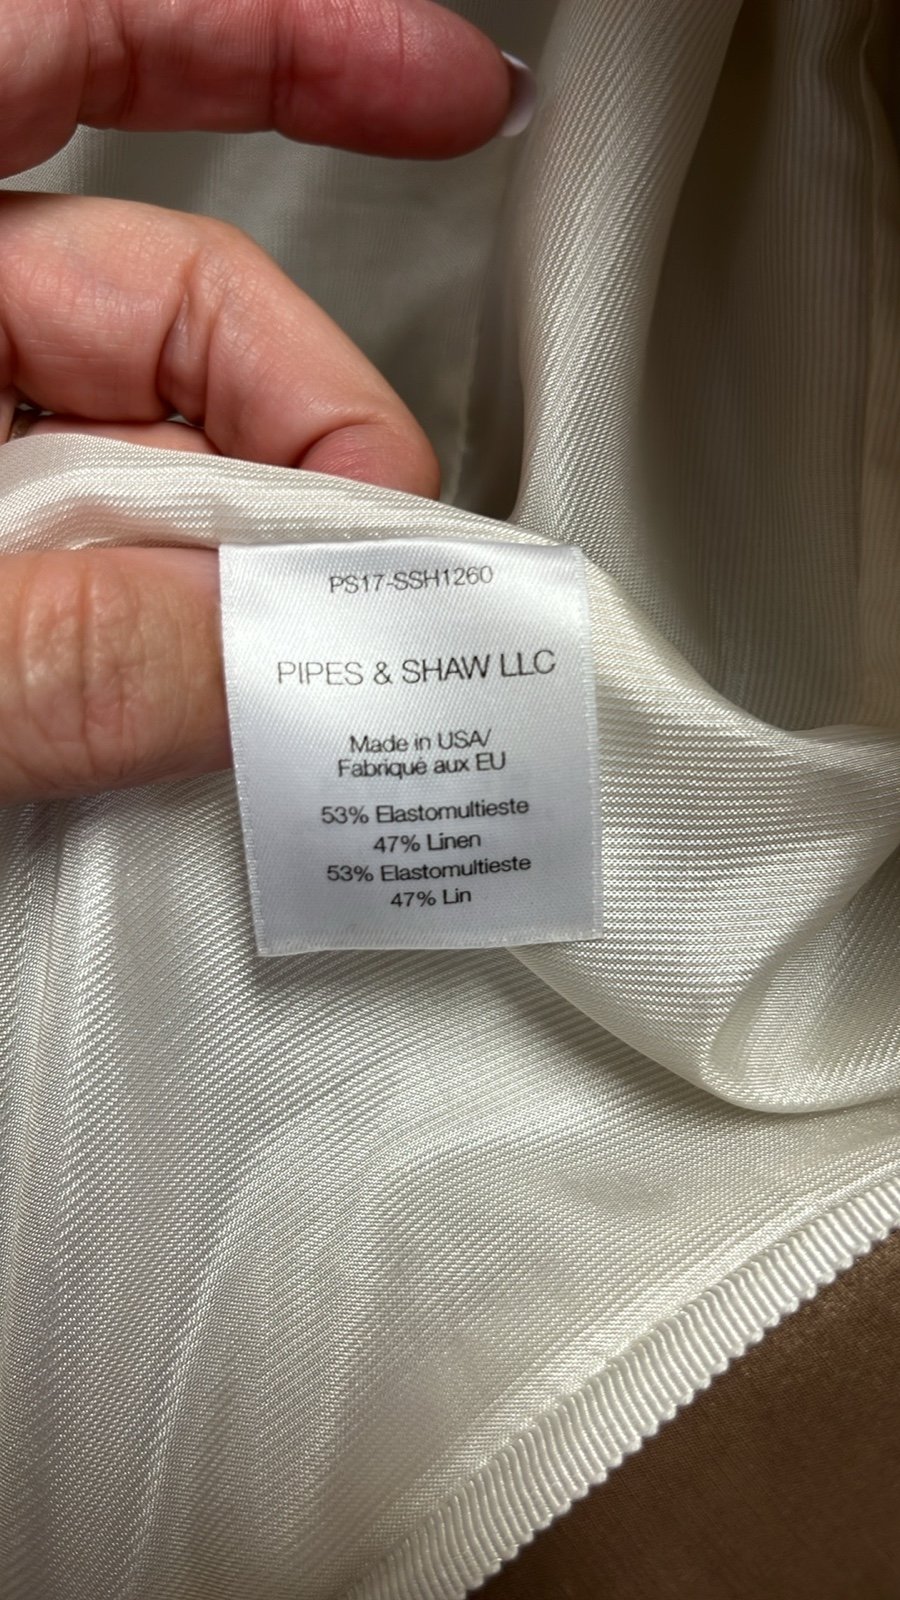 PS17-SSH1260
PIPES & SHAW LLC
Made in USA/
Fabriqué aux EU
53% Elastomultieste
47% Linen
53% Elastomultieste
47% Lin